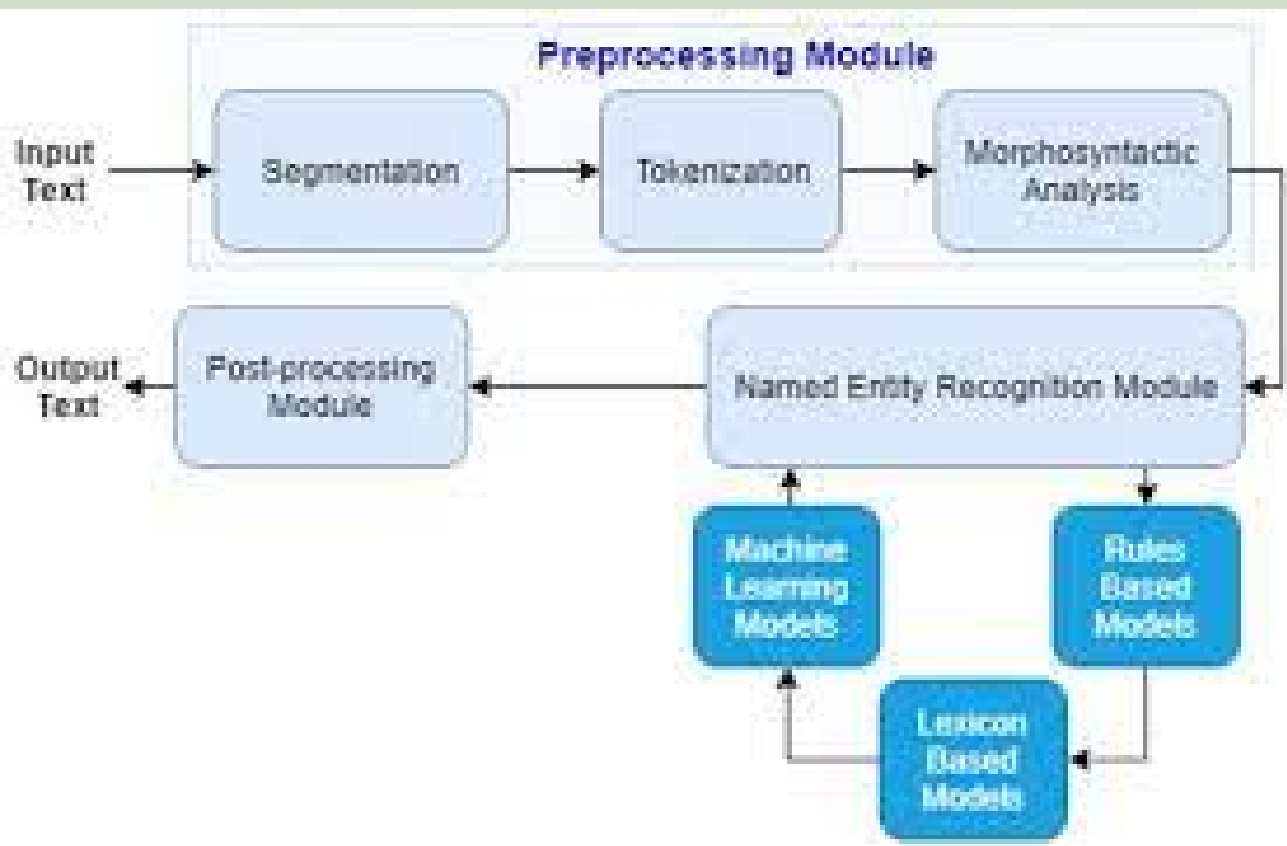 Preprocessing Module
Input
Text
Segmentation
Tokenization
Morphosyntactic
Analysis
Output
Text
Post-processing
Module
Named Entity Recognition Module
Machine
Learning
Models
Rules
Based
Models
Lexicon
Based
Models